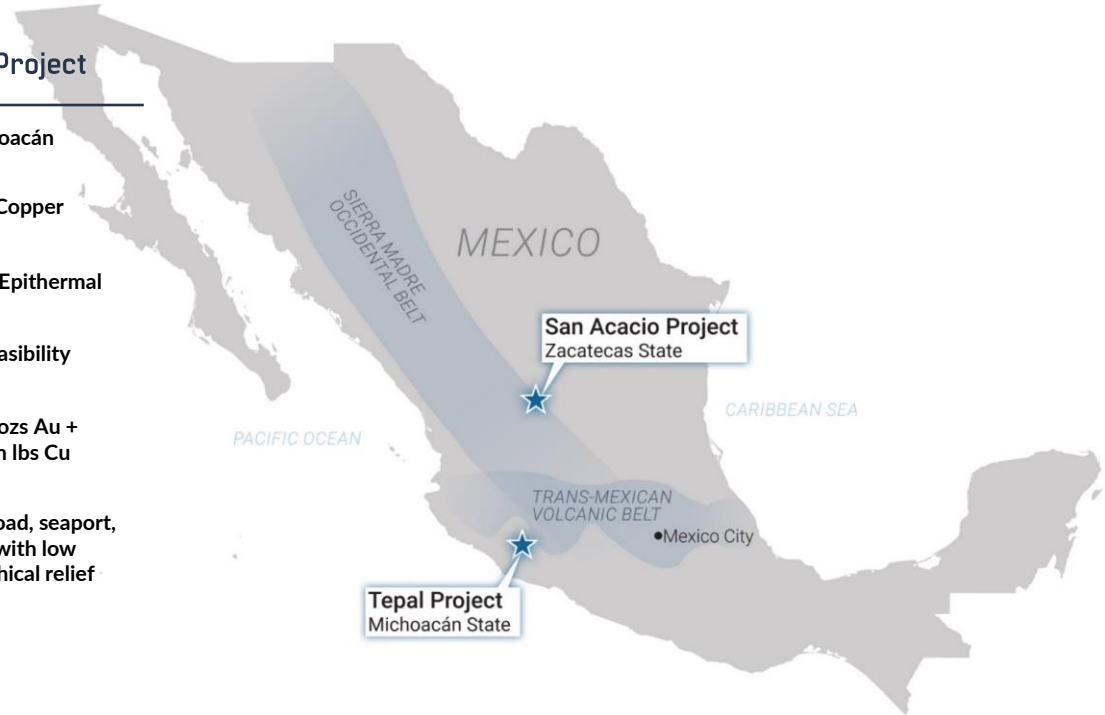 Project
oacán
Copper
Epithermal
asibility
ozs Au +
n lbs Cu
oad, seaport,
with low
hical relief
SIERRA MADRE
OCCIDENTAL BELT
MEXICO
San Acacio Project
Zacatecas State
CARIBBEAN SEA
PACIFIC OCEAN
TRANS-MEXICAN
VOLCANIC BELT
Mexico City
Tepal Project
Michoacán State